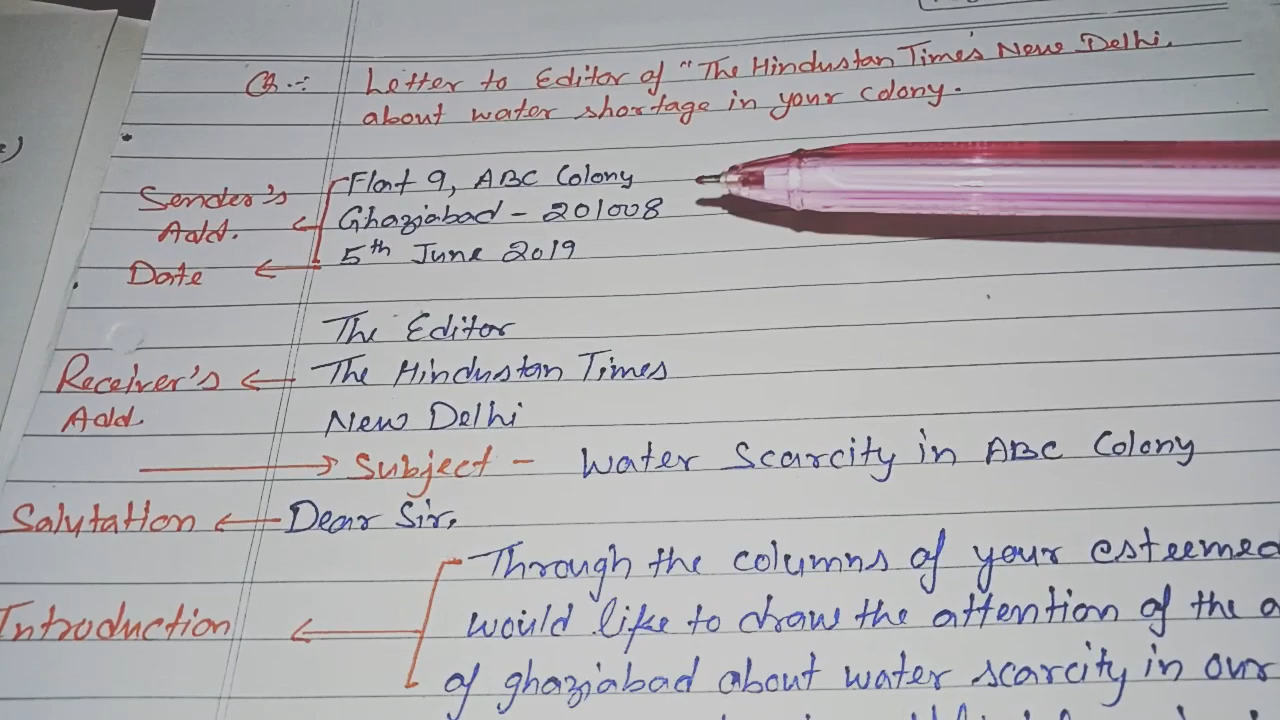 Q.:- Letter to Editor of "The Hindustan Times New Delhi.
about water shortage in your colony.
Sender's Add. Flat 9, ABC Colony
Ghaziabad - 201008
Date 5th June 2019
The Editor
Receiver's Add. The Hindustan Times
New Delhi
Subject - Water Scarcity in ABC Colony
Salutation Dear Sir,
Introduction Through the columns of your esteemed
would like to draw the attention of the a
of ghaziabad about water scarcity in our